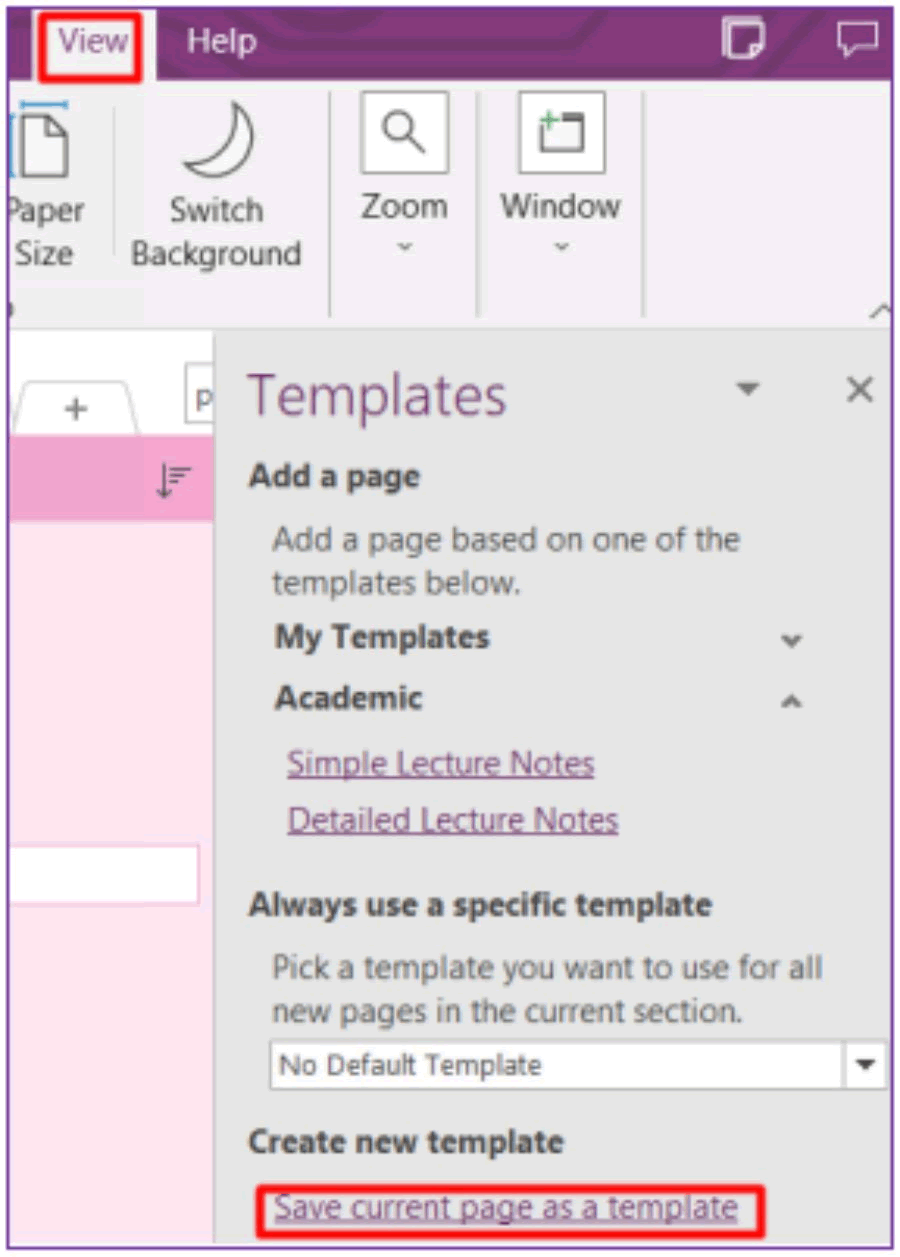 View Help
Paper
Size
Switch
Background
Zoom
Window
Templates
Add a page
Add a page based on one of the
templates below.
My Templates
Academic
Simple Lecture Notes
Detailed Lecture Notes
Always use a specific template
Pick a template you want to use for all
new pages in the current section.
No Default Template
Create new template
Save current page as a template